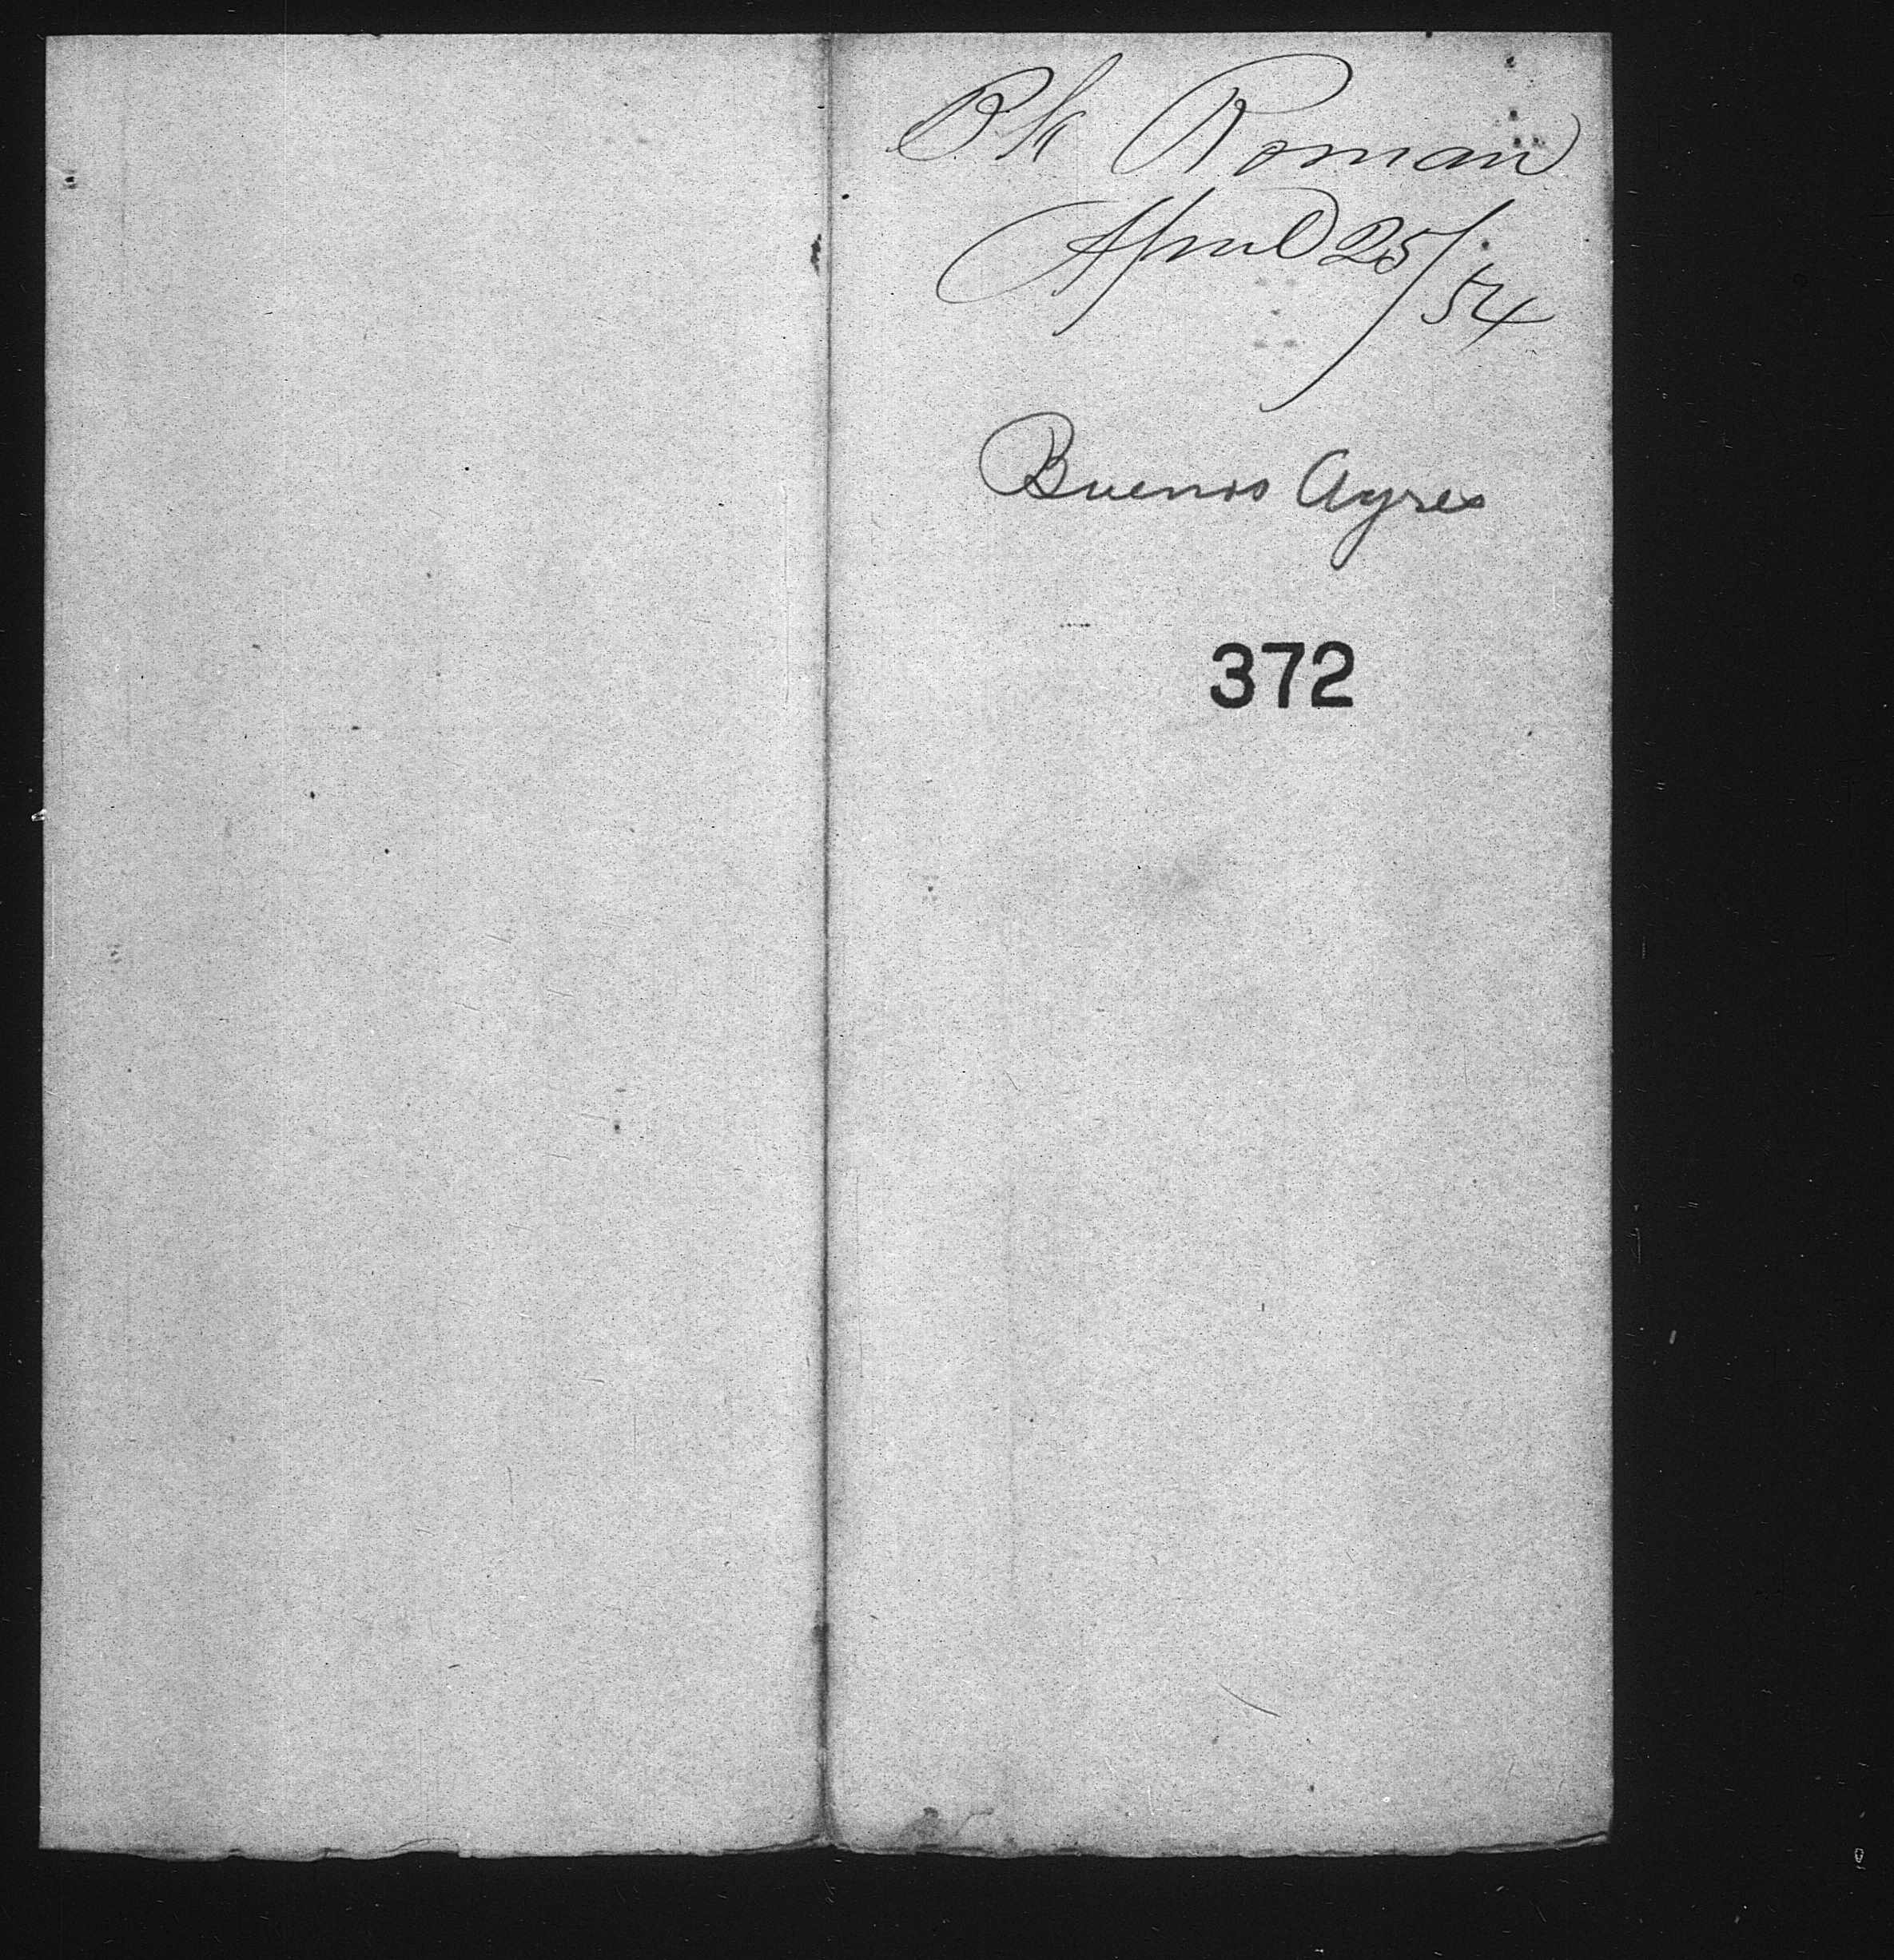 Bk Roman
April 25/54
Buenos Ayres
372